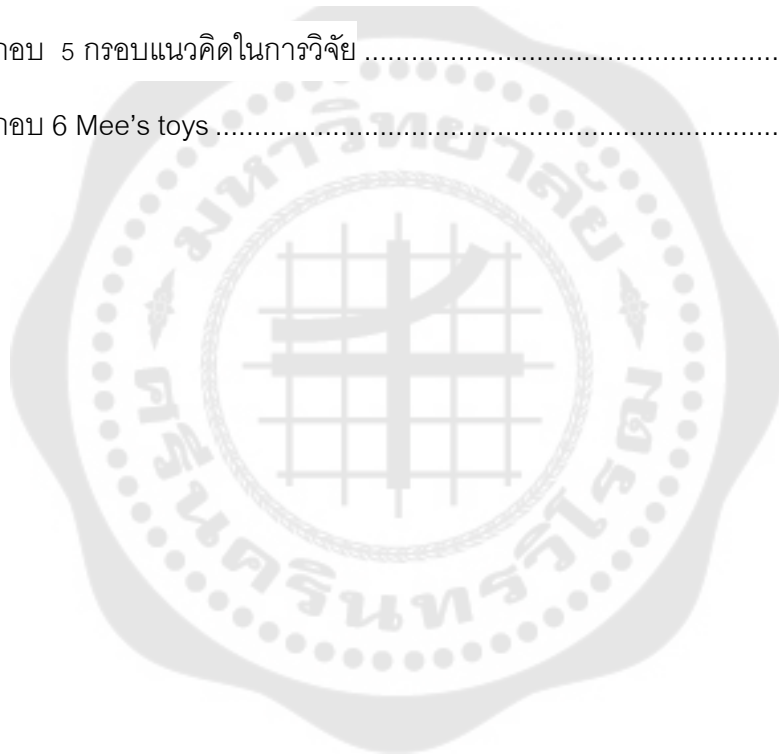 กอบ 5 กรอบแนวคิดในการวิจัย ......................................................
กอบ 6 Mee's toys .........................................................................
มหาวิทยาลัย
ศรีนครินทรวิโรฒ